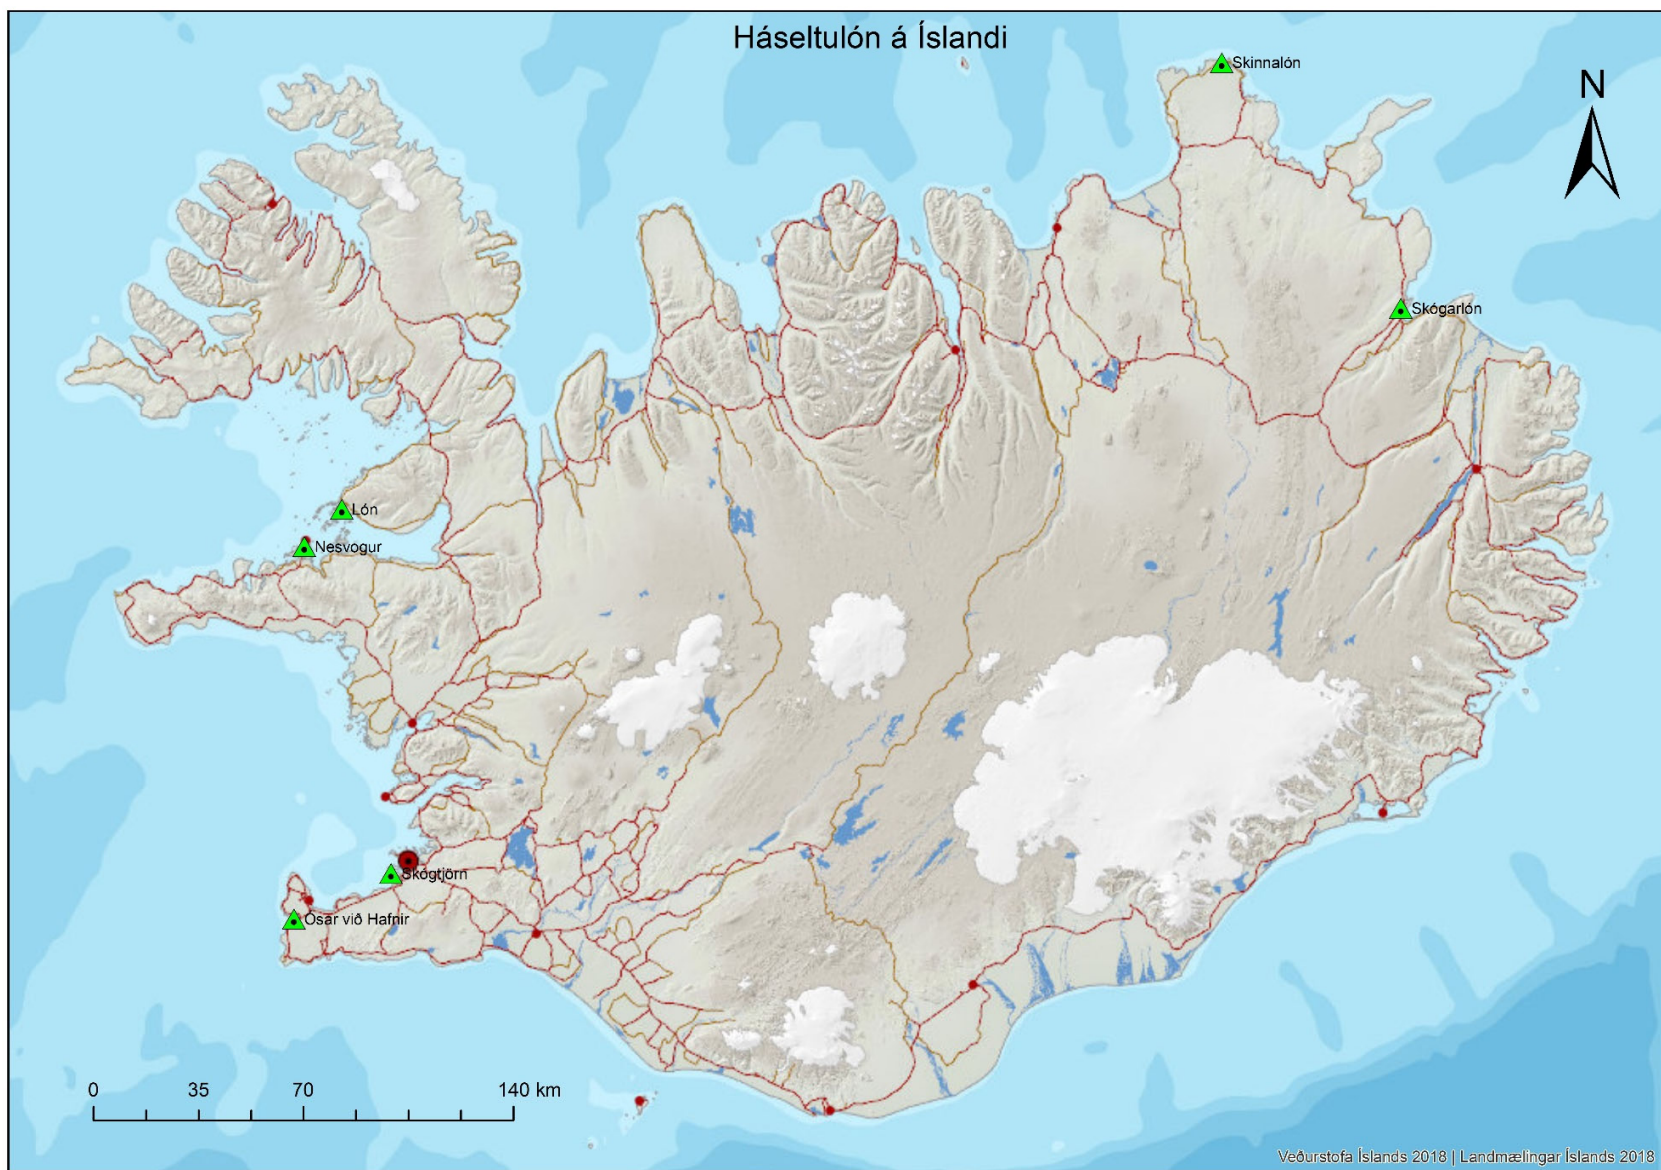 Háseltulón á Íslandi
Skinnalón
N
Skógarlón
Lón
Nesvogur
Skógtjörn
Ósar við Hafnir
0 35 70 140 km
Veðurstofa Íslands 2018 | Landmælingar Íslands 2018